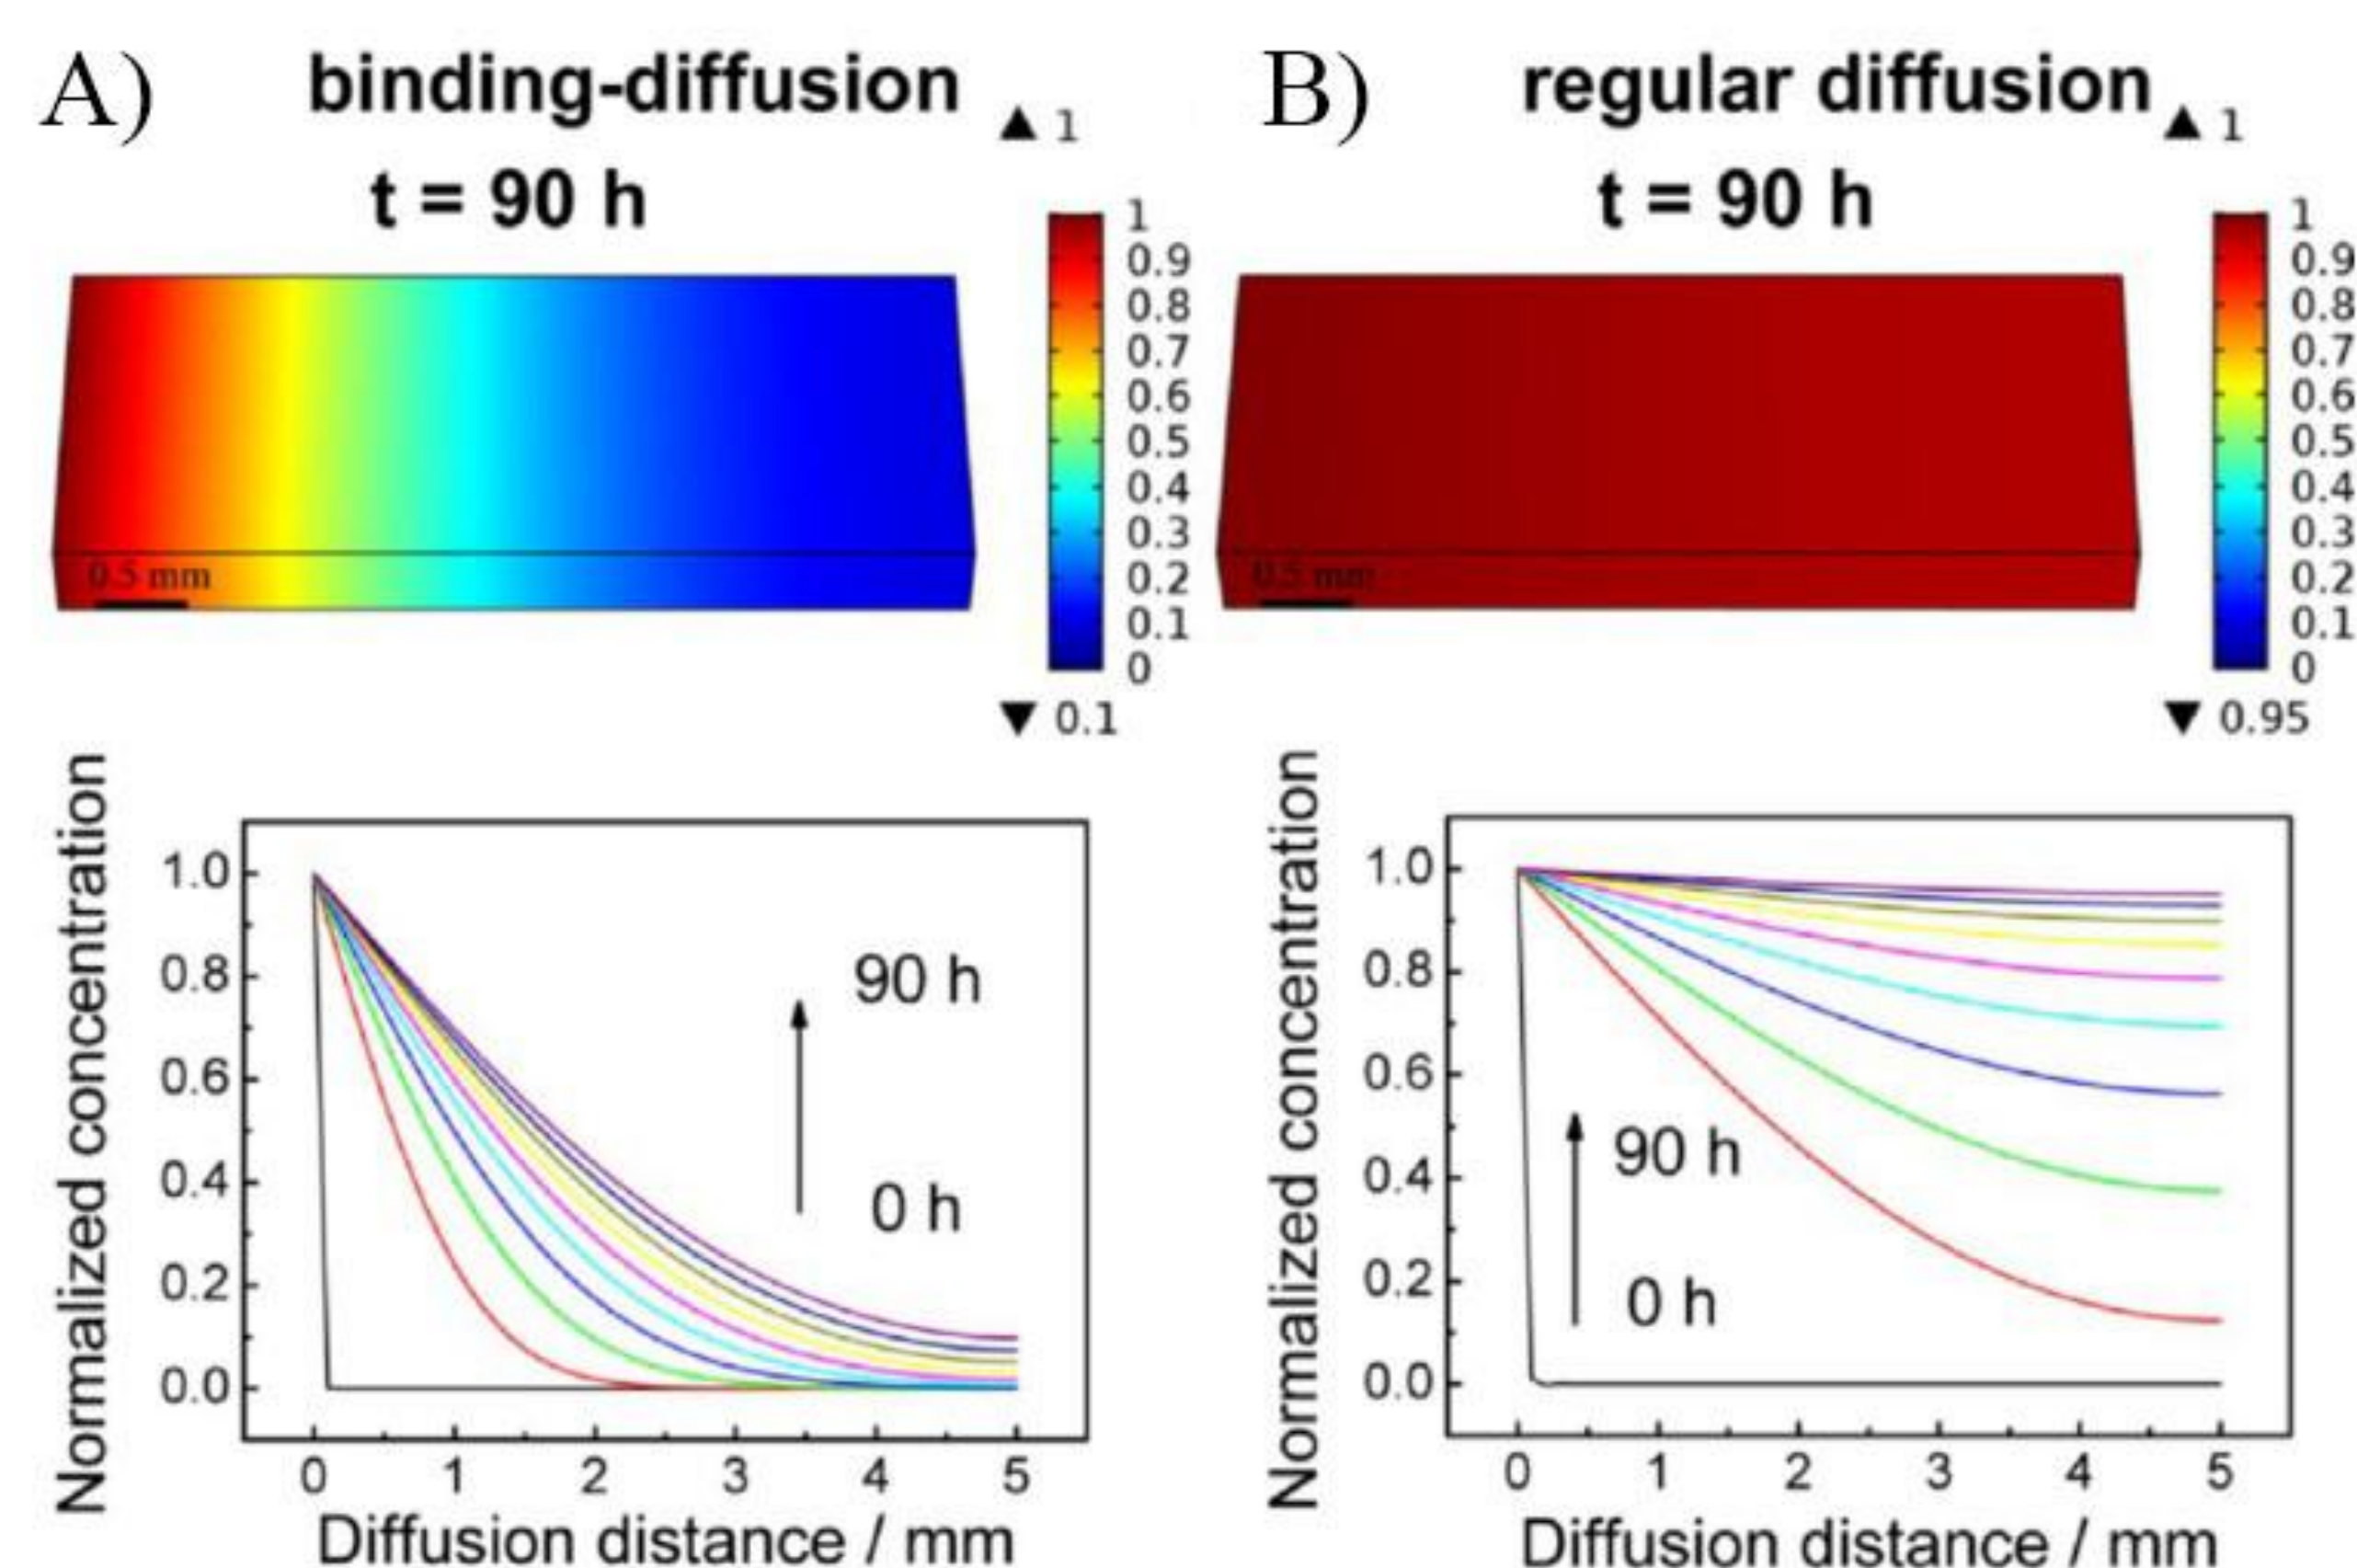 A)
binding-diffusion
t = 90 h
▲ 1
1
0.9
0.8
0.7
0.6
0.5
0.4
0.3
0.2
0.1
0
▼ 0.1
0.5 mm
Normalized concentration
1.0
0.8
0.6
0.4
0.2
0.0
90 h
0 h
0 1 2 3 4 5
Diffusion distance / mm
B)
regular diffusion
t = 90 h
▲ 1
1
0.9
0.8
0.7
0.6
0.5
0.4
0.3
0.2
0.1
0
▼ 0.95
0.5 mm
Normalized concentration
1.0
0.8
0.6
0.4
0.2
0.0
90 h
0 h
0 1 2 3 4 5
Diffusion distance / mm